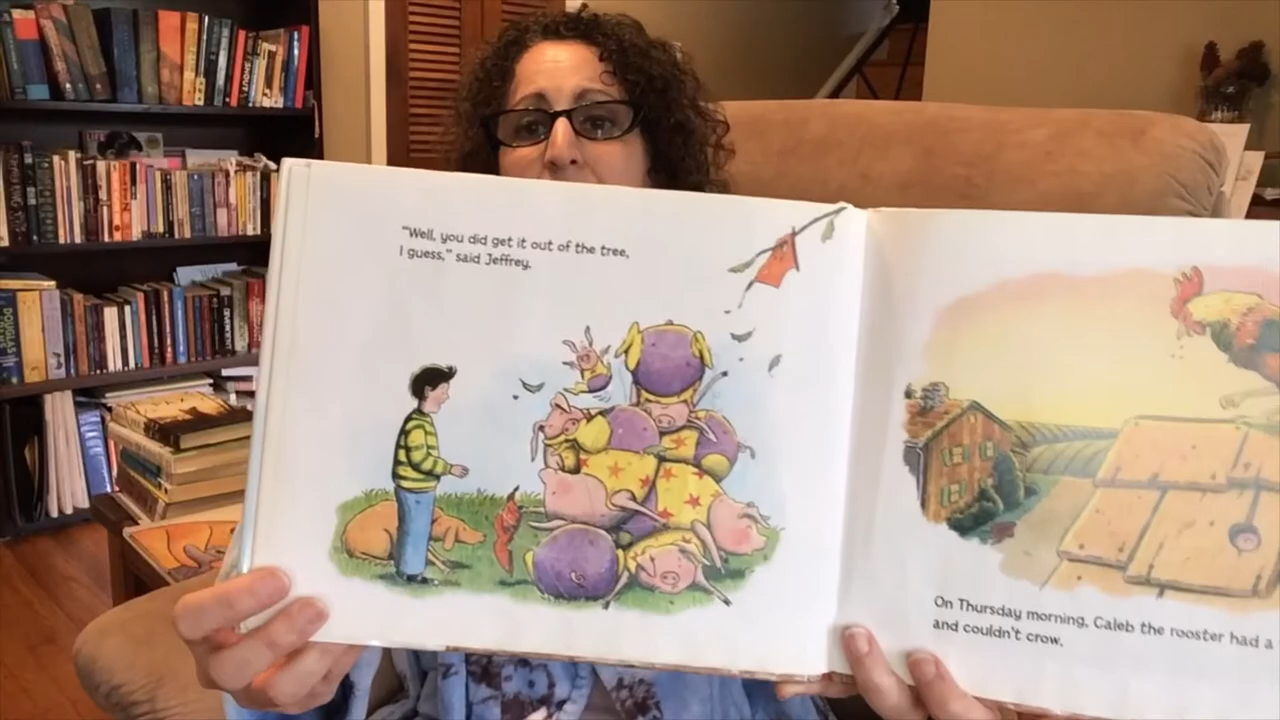 "Well, you did get it out of the tree,
I guess," said Jeffrey.
On Thursday morning, Caleb the rooster had a
and couldn't crow.
DOUGLAS